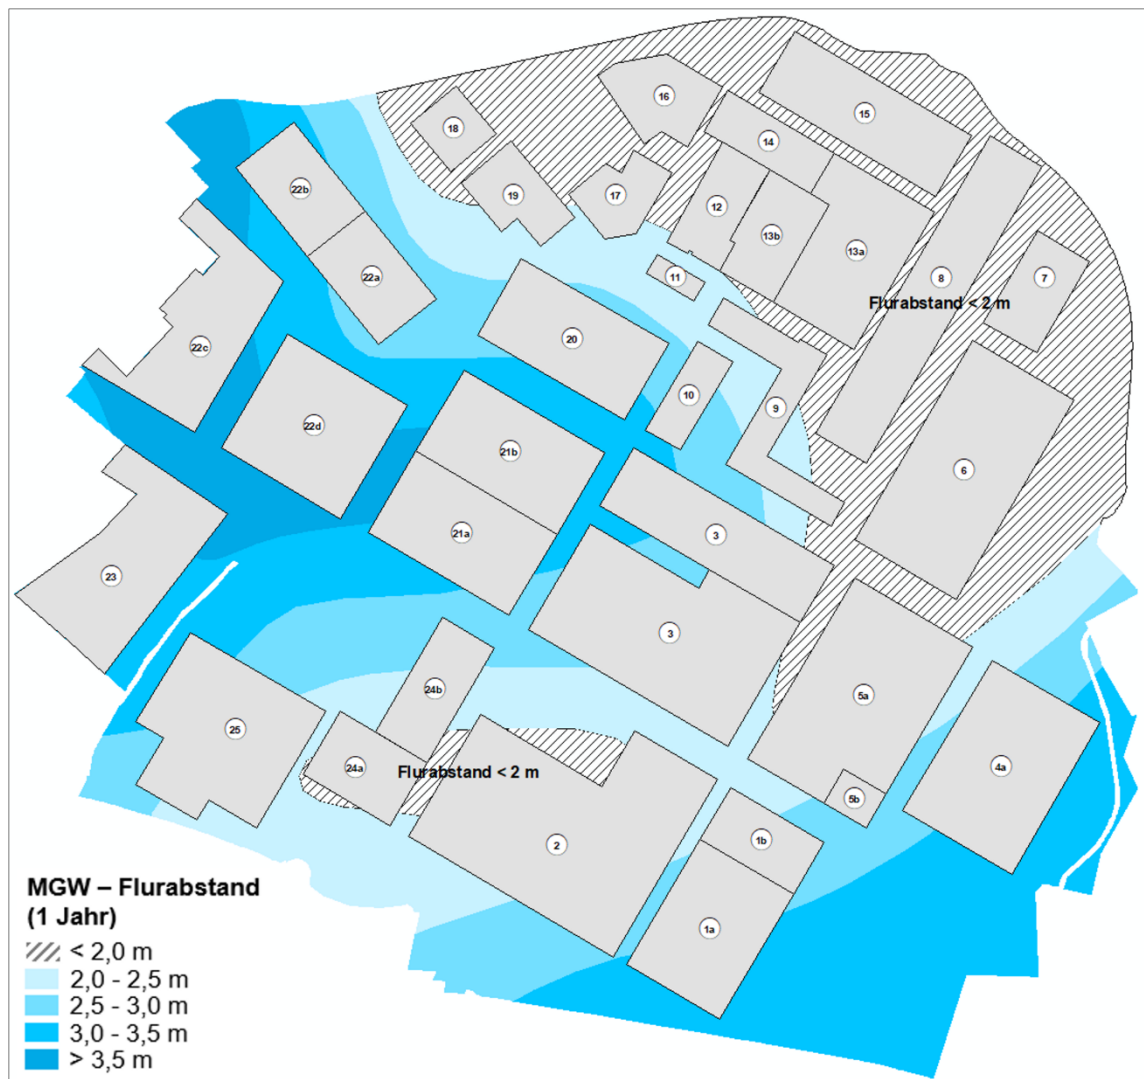 16
15
18
14
19
17
12
22b
13b
13a
11
8
7
22a
Flurabstand < 2 m
20
22c
10
9
22d
21b
6
21a
3
23
3
24b
5a
25
24a
Flurabstand < 2 m
4a
5b
2
1b
1a
MGW – Flurabstand
(1 Jahr)
< 2,0 m
2,0 - 2,5 m
2,5 - 3,0 m
3,0 - 3,5 m
> 3,5 m